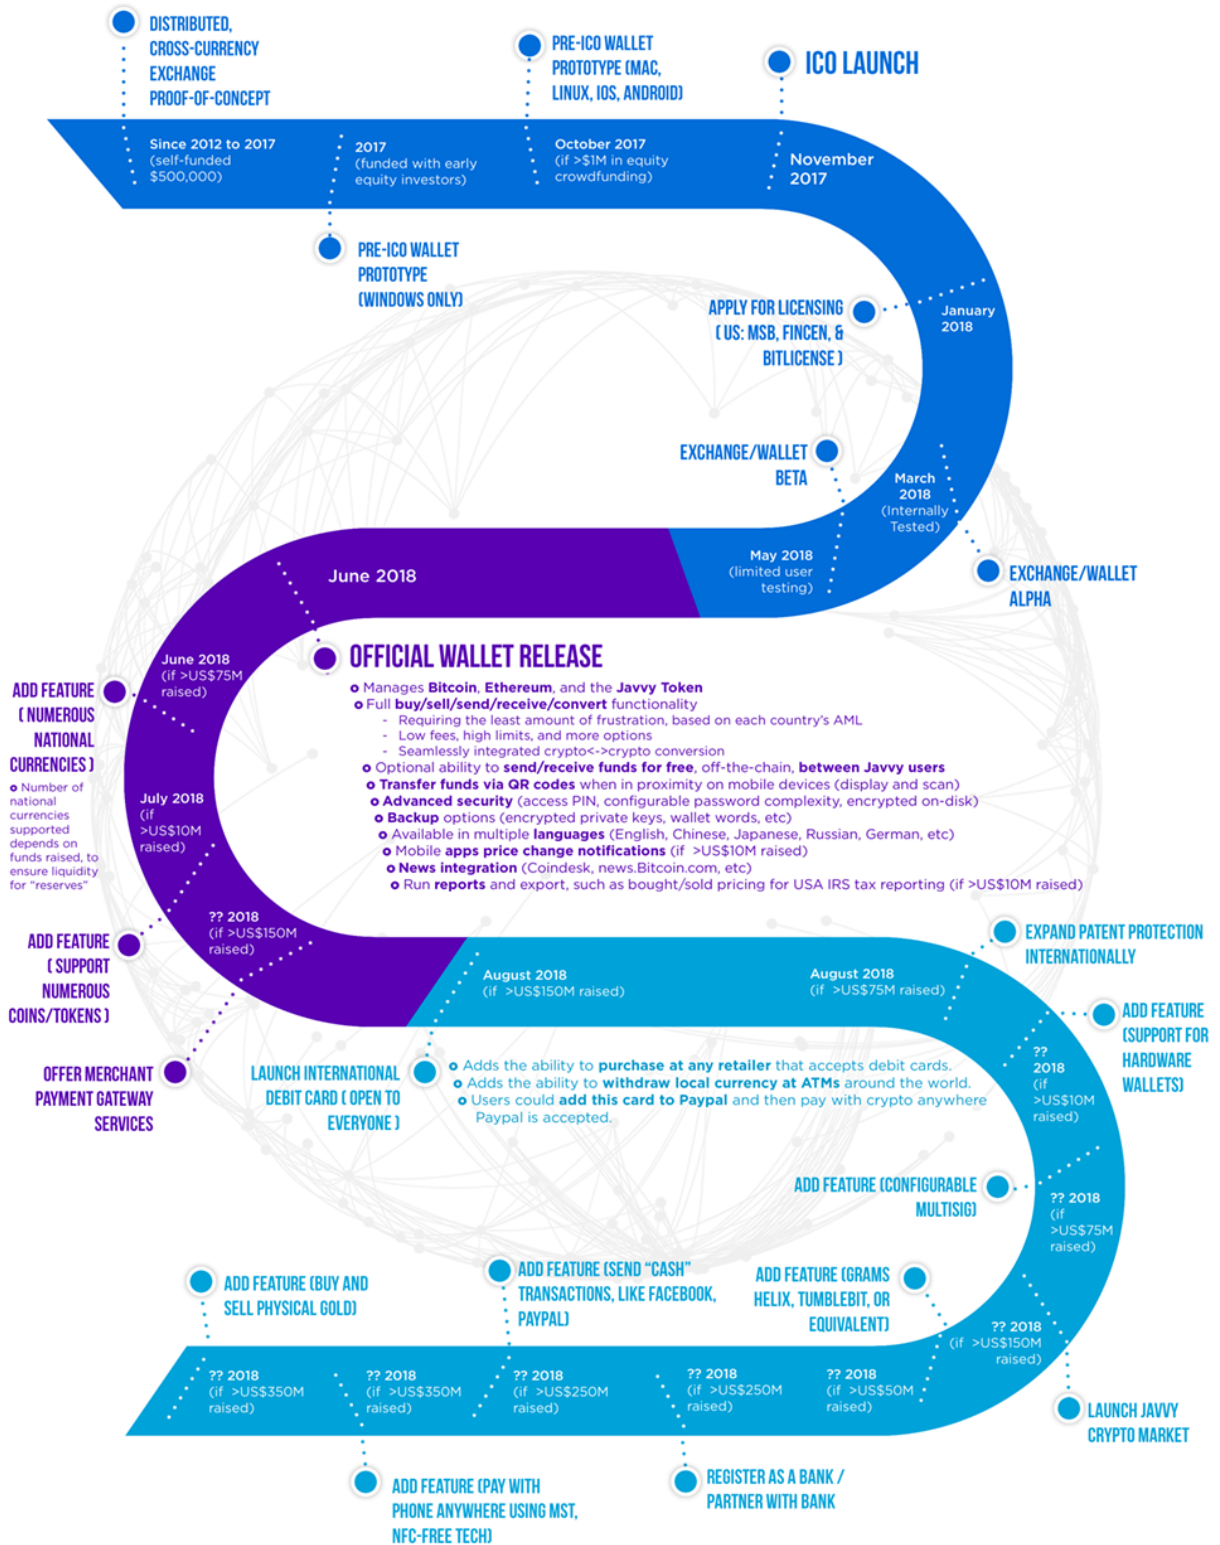 DISTRIBUTED,
CROSS-CURRENCY
EXCHANGE
PROOF-OF-CONCEPT
PRE-ICO WALLET
PROTOTYPE (MAC,
LINUX, IOS, ANDROID)
ICO LAUNCH
Since 2012 to 2017
(self-funded
$500,000)
2017
(funded with early
equity investors)
October 2017
(if >$1M in equity
crowdfunding)
November
2017
PRE-ICO WALLET
PROTOTYPE
(WINDOWS ONLY)
APPLY FOR LICENSING
( US: MSB, FINCEN, &
BITLICENSE )
January
2018
EXCHANGE/WALLET
BETA
March
2018
(Internally
Tested)
May 2018
(limited user
testing)
EXCHANGE/WALLET
ALPHA
June 2018
OFFICIAL WALLET RELEASE
Manages Bitcoin, Ethereum, and the Javvy Token
Full buy/sell/send/receive/convert functionality
- Requiring the least amount of frustration, based on each country's AML
- Low fees, high limits, and more options
- Seamlessly integrated crypto<->crypto conversion
Optional ability to send/receive funds for free, off-the-chain, between Javvy users
Transfer funds via QR codes when in proximity on mobile devices (display and scan)
Advanced security (access PIN, configurable password complexity, encrypted on-disk)
Backup options (encrypted private keys, wallet words, etc)
Available in multiple languages (English, Chinese, Japanese, Russian, German, etc)
Mobile apps price change notifications (if >US$10M raised)
News integration (Coindesk, news.Bitcoin.com, etc)
Run reports and export, such as bought/sold pricing for USA IRS tax reporting (if >US$10M raised)
June 2018
(if >US$75M
raised)
ADD FEATURE
( NUMEROUS
NATIONAL
CURRENCIES )
Number of
national
currencies
supported
depends on
funds raised, to
ensure liquidity
for "reserves"
July 2018
(if
>US$10M
raised)
ADD FEATURE
( SUPPORT
NUMEROUS
COINS/TOKENS )
?? 2018
(if >US$150M
raised)
OFFER MERCHANT
PAYMENT GATEWAY
SERVICES
August 2018
(if >US$150M raised)
August 2018
(if >US$75M raised)
EXPAND PATENT PROTECTION
INTERNATIONALLY
LAUNCH INTERNATIONAL
DEBIT CARD ( OPEN TO
EVERYONE )
Adds the ability to purchase at any retailer that accepts debit cards.
Adds the ability to withdraw local currency at ATMs around the world.
Users could add this card to Paypal and then pay with crypto anywhere
Paypal is accepted.
ADD FEATURE
(SUPPORT FOR
HARDWARE
WALLETS)
??
2018
(if
>US$10M
raised)
ADD FEATURE (CONFIGURABLE
MULTISIG)
?? 2018
(if
>US$75M
raised)
ADD FEATURE (BUY AND
SELL PHYSICAL GOLD)
ADD FEATURE (SEND "CASH"
TRANSACTIONS, LIKE FACEBOOK,
PAYPAL)
ADD FEATURE (GRAMS
HELIX, TUMBLEBIT, OR
EQUIVALENT)
?? 2018
(if >US$150M
raised)
?? 2018
(if >US$350M
raised)
?? 2018
(if >US$350M
raised)
?? 2018
(if >US$250M
raised)
?? 2018
(if >US$250M
raised)
?? 2018
(if >US$50M
raised)
LAUNCH JAVVY
CRYPTO MARKET
ADD FEATURE (PAY WITH
PHONE ANYWHERE USING MST,
NFC-FREE TECH)
REGISTER AS A BANK /
PARTNER WITH BANK